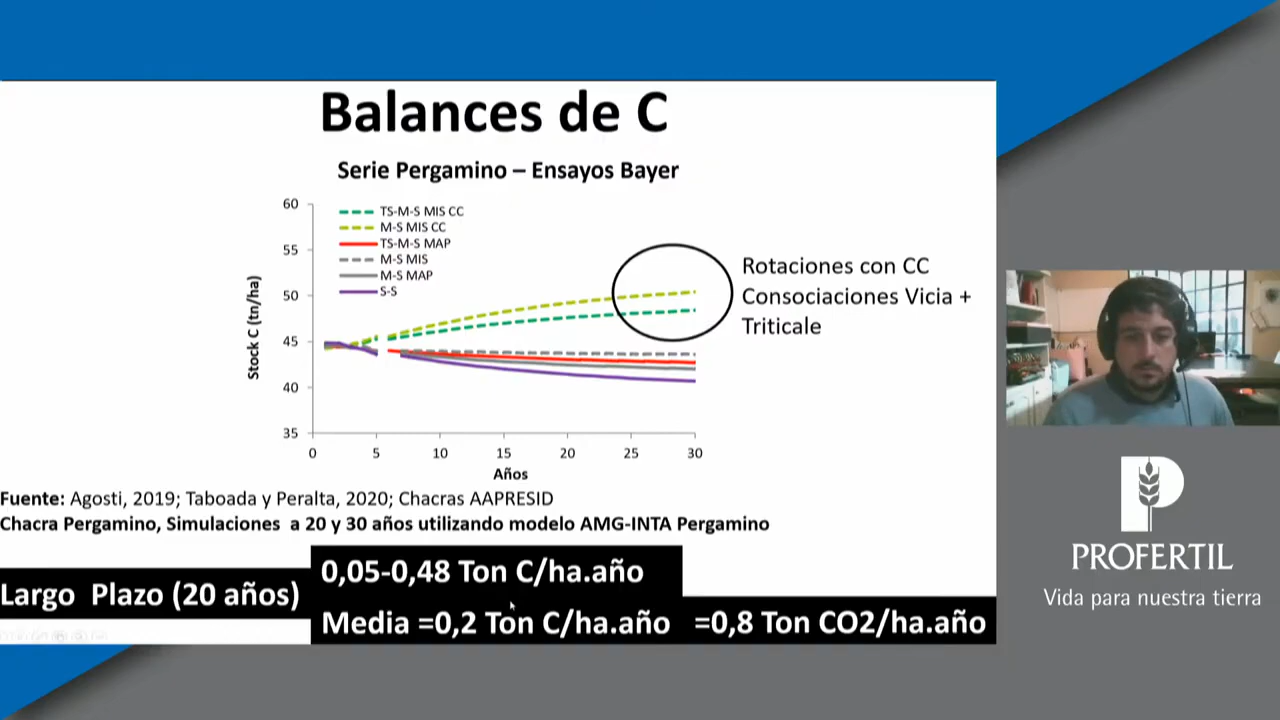 Balances de C
Serie Pergamino – Ensayos Bayer
60
55
50
45
40
35
Stock C (tn/ha)
TS-M-S MIS CC
M-S MIS CC
TS-M-S MAP
M-S MIS
M-S MAP
S-S
0 5 10 15 20 25 30
Años
Rotaciones con CC
Consociaciones Vicia +
Triticale
Fuente: Agosti, 2019; Taboada y Peralta, 2020; Chacras AAPRESID
Chacra Pergamino, Simulaciones a 20 y 30 años utilizando modelo AMG-INTA Pergamino
Largo Plazo (20 años)
0,05-0,48 Ton C/ha.año
Media =0,2 Ton C/ha.año =0,8 Ton CO2/ha.año
PROFERTIL
Vida para nuestra tierra